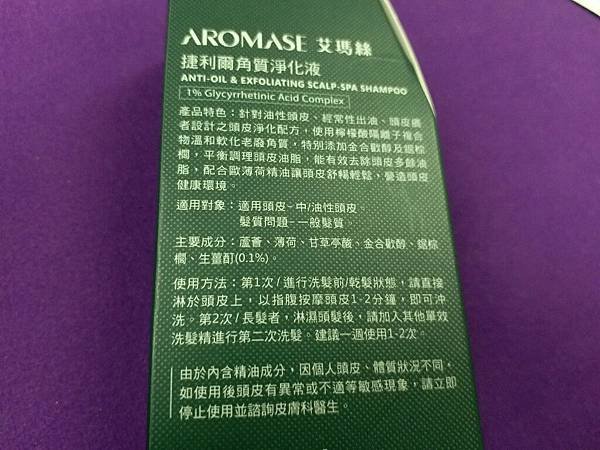 AROMASE 艾瑪絲
捷利爾角質淨化液
ANTI-OIL & EXFOLIATING SCALP-SPA SHAMPOO
1% Glycyrrhetinic Acid Complex
產品特色：針對油性頭皮、經常性出油、頭皮癢
者設計之頭皮淨化配方，使用檸檬酸隔離子複合
物溫和軟化老廢角質，特別添加金合歡醇及鋸棕
櫚，平衡調理頭皮油脂，能有效去除頭皮多餘油
脂，配合歐薄荷精油讓頭皮舒暢輕鬆，營造頭皮
健康環境。
適用對象：適用頭皮- 中/油性頭皮。
髮質問題- 一般髮質。
主要成分：蘆薈、薄荷、甘草亭酸、金合歡醇、鋸棕
櫚、生薑酊(0.1%)。
使用方法：第1次 / 進行洗髮前/乾髮狀態，請直接
淋於頭皮上，以指腹按摩頭皮1-2分鐘，即可沖
洗。第2次 / 長髮者，淋濕頭髮後，請加入其他單效
洗髮精進行第二次洗髮。建議一週使用1-2次。
由於內含精油成分，因個人頭皮、體質狀況不同，
如使用後頭皮有異常或不適等敏感現象，請立即
停止使用並諮詢皮膚科醫生。